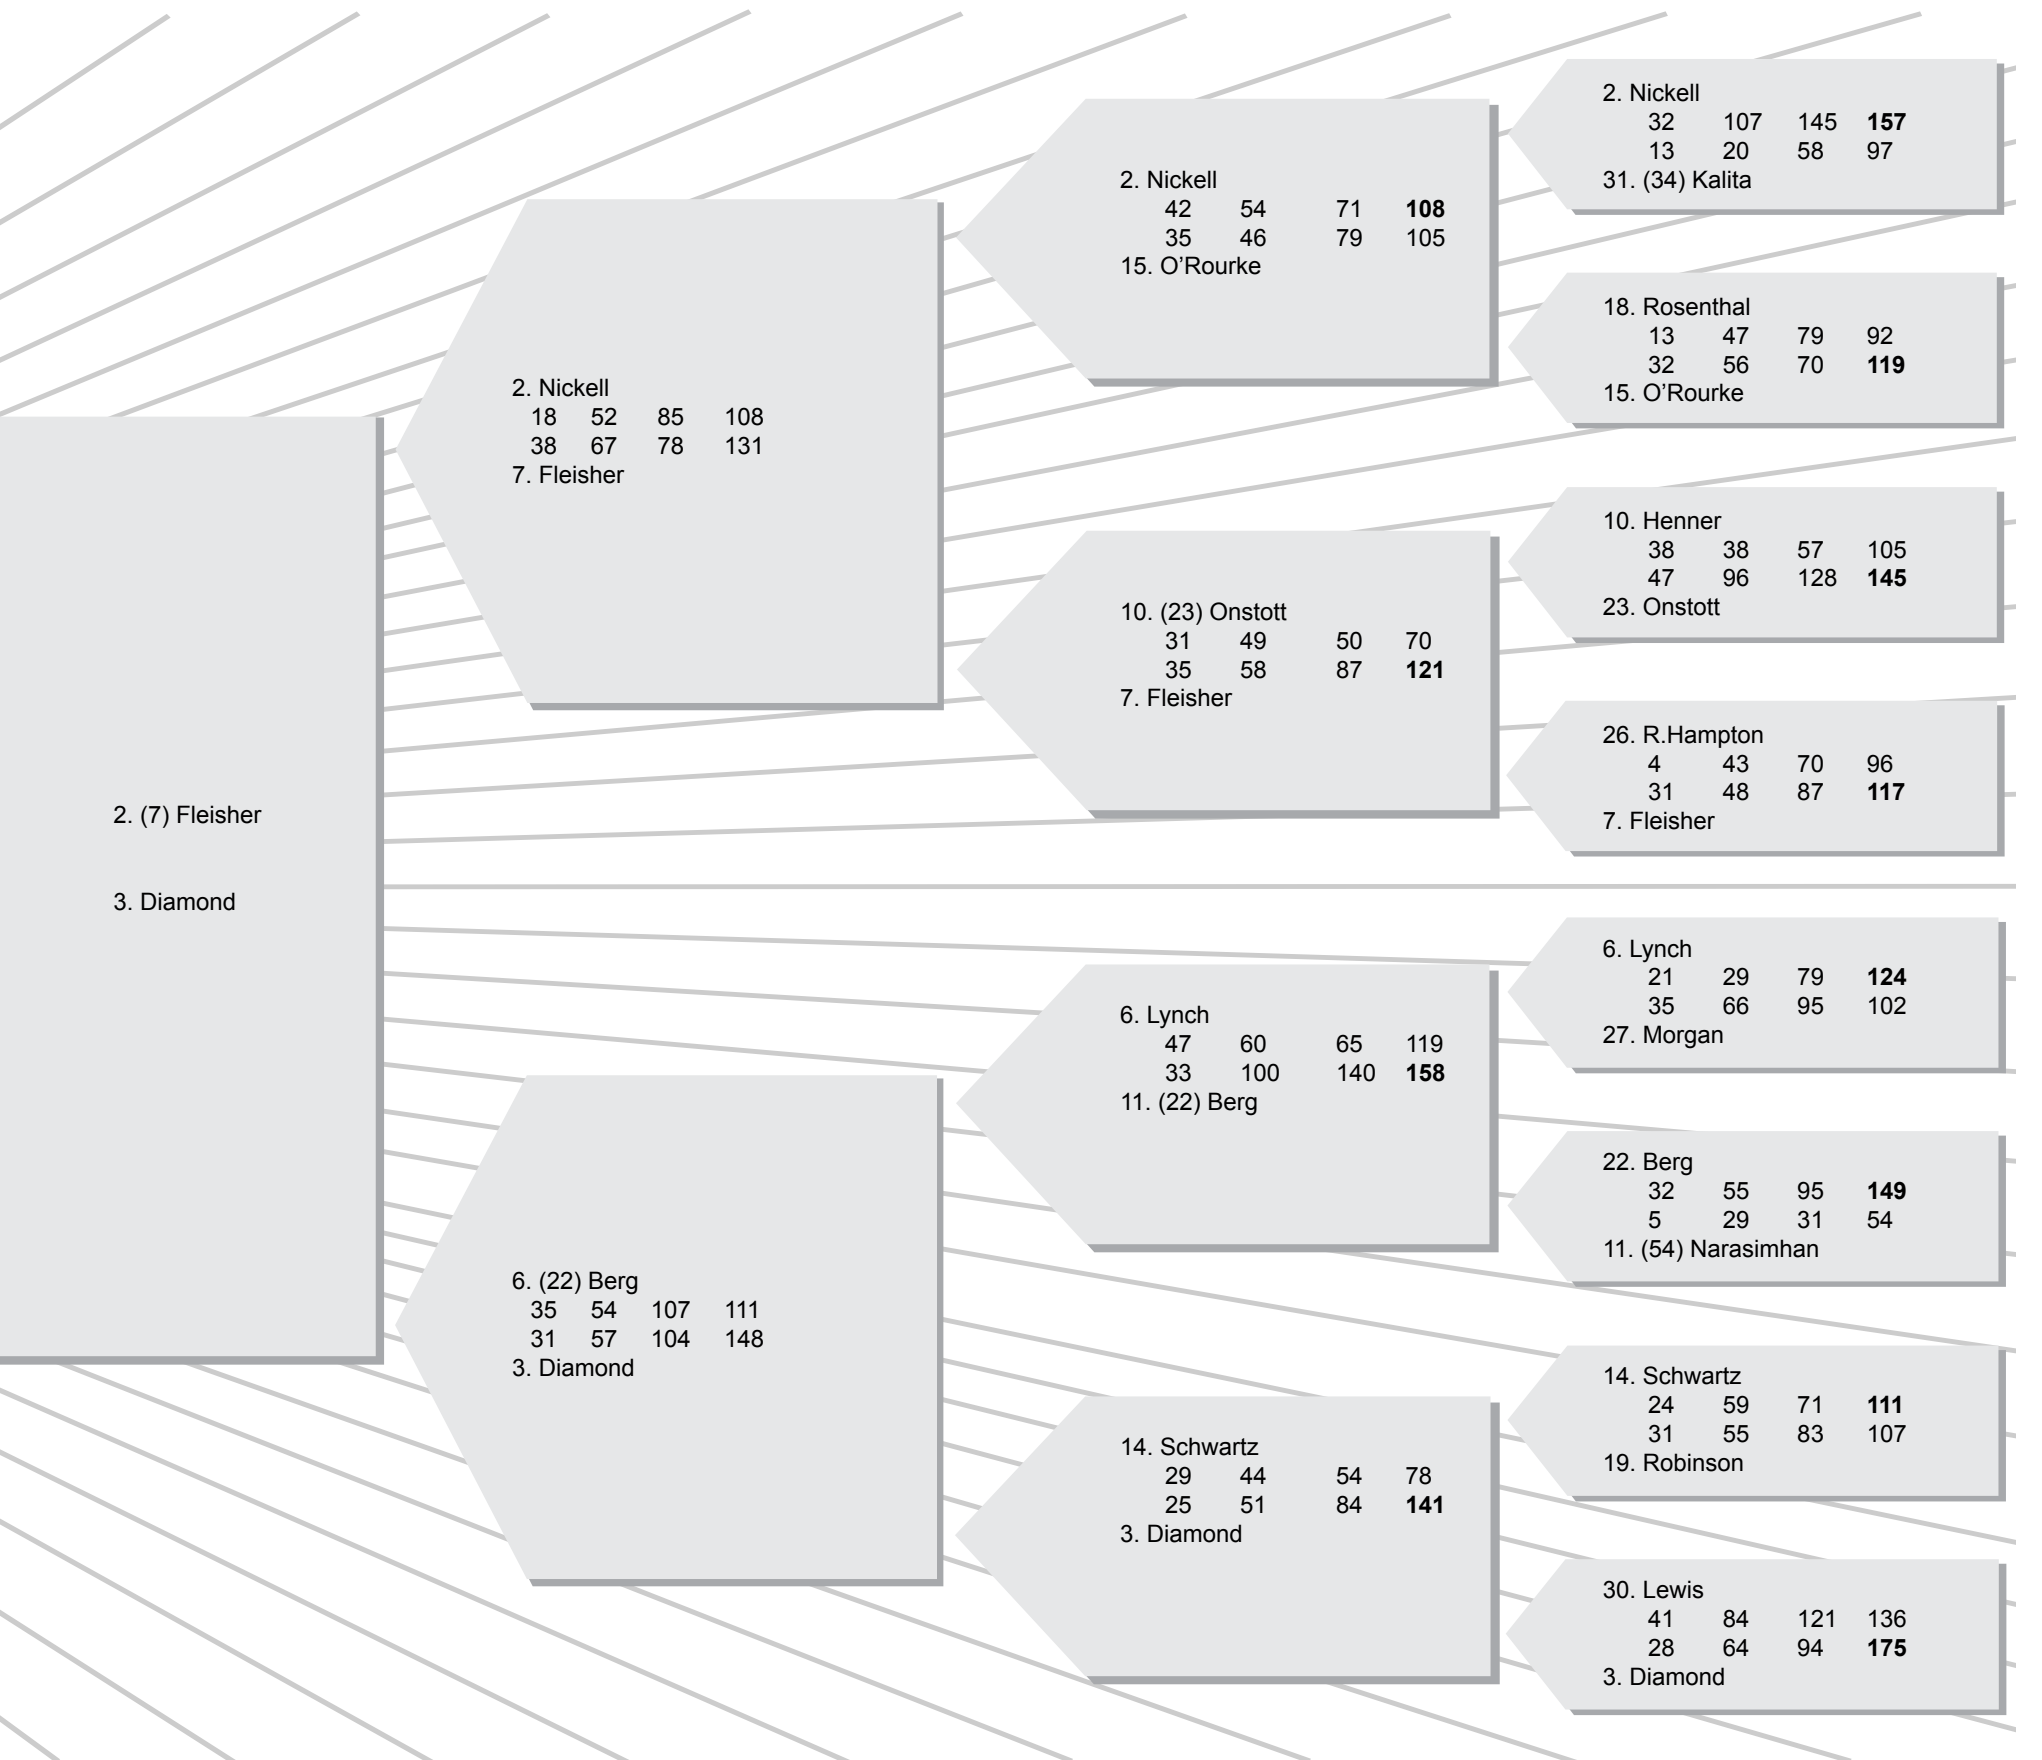 2. (7) Fleisher
3. Diamond
2. Nickell
18 52 85 108
38 67 78 131
7. Fleisher
6. (22) Berg
35 54 107 111
31 57 104 148
3. Diamond
2. Nickell
42 54 71 108
35 46 79 105
15. O’Rourke
10. (23) Onstott
31 49 50 70
35 58 87 121
7. Fleisher
6. Lynch
47 60 65 119
33 100 140 158
11. (22) Berg
14. Schwartz
29 44 54 78
25 51 84 141
3. Diamond
2. Nickell
32 107 145 157
13 20 58 97
31. (34) Kalita
18. Rosenthal
13 47 79 92
32 56 70 119
15. O’Rourke
10. Henner
38 38 57 105
47 96 128 145
23. Onstott
26. R.Hampton
4 43 70 96
31 48 87 117
7. Fleisher
6. Lynch
21 29 79 124
35 66 95 102
27. Morgan
22. Berg
32 55 95 149
5 29 31 54
11. (54) Narasimhan
14. Schwartz
24 59 71 111
31 55 83 107
19. Robinson
30. Lewis
41 84 121 136
28 64 94 175
3. Diamond